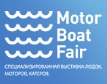 Motor
Boat
Fair
СПЕЦИАЛИЗИРОВАННАЯ ВЫСТАВКА ЛОДОК,
МОТОРОВ, КАТЕРОВ.